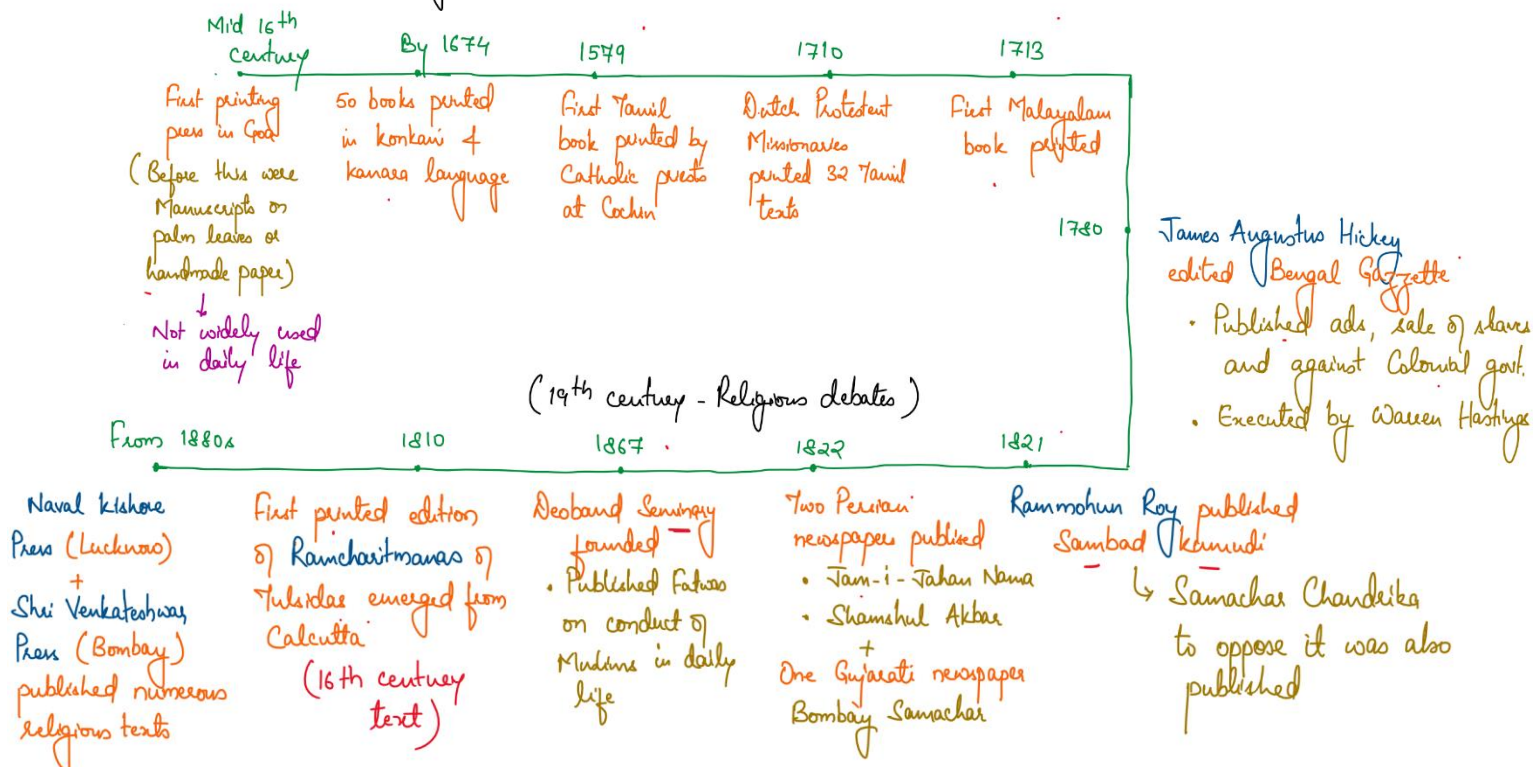 Mid 16th
century
By 1674
1579
1710
1713
First printing
press in Goa
(Before this were
Manuscripts on
palm leaves or
handmade paper)
↓
Not widely used
in daily life
50 books printed
in konkani &
kanara language
First Tamil
book printed by
Catholic priests
at Cochin
Dutch Protestent
Missionaries
printed 32 Tamil
texts
First Malayalam
book printed
1780
James Augustus Hickey
edited Bengal Gazzette
• Published ads, sale of slaves
and against Colonial govt.
• Executed by Warren Hastings
(19th century - Religious debates)
From 1880s
1810
1867
1822
1821
Naval kishore
Press (Lucknow)
+
Shri Venkateshwar
Press (Bombay)
published numerous
religious texts
First printed edition
of Ramcharitmanas of
Tulsidas emerged from
Calcutta
(16th century
text)
Deoband Seminary
founded
• Published Fatwas
on conduct of
Muslims in daily
life
Two Persian
newspapers publised
• Jam-i-Jahan Nama
• Shamshul Akbar
+
One Gujarati newspaper
Bombay Samachar
Rammohun Roy published
Sambad kamudi
↳ Samachar Chandrika
to oppose it was also
published